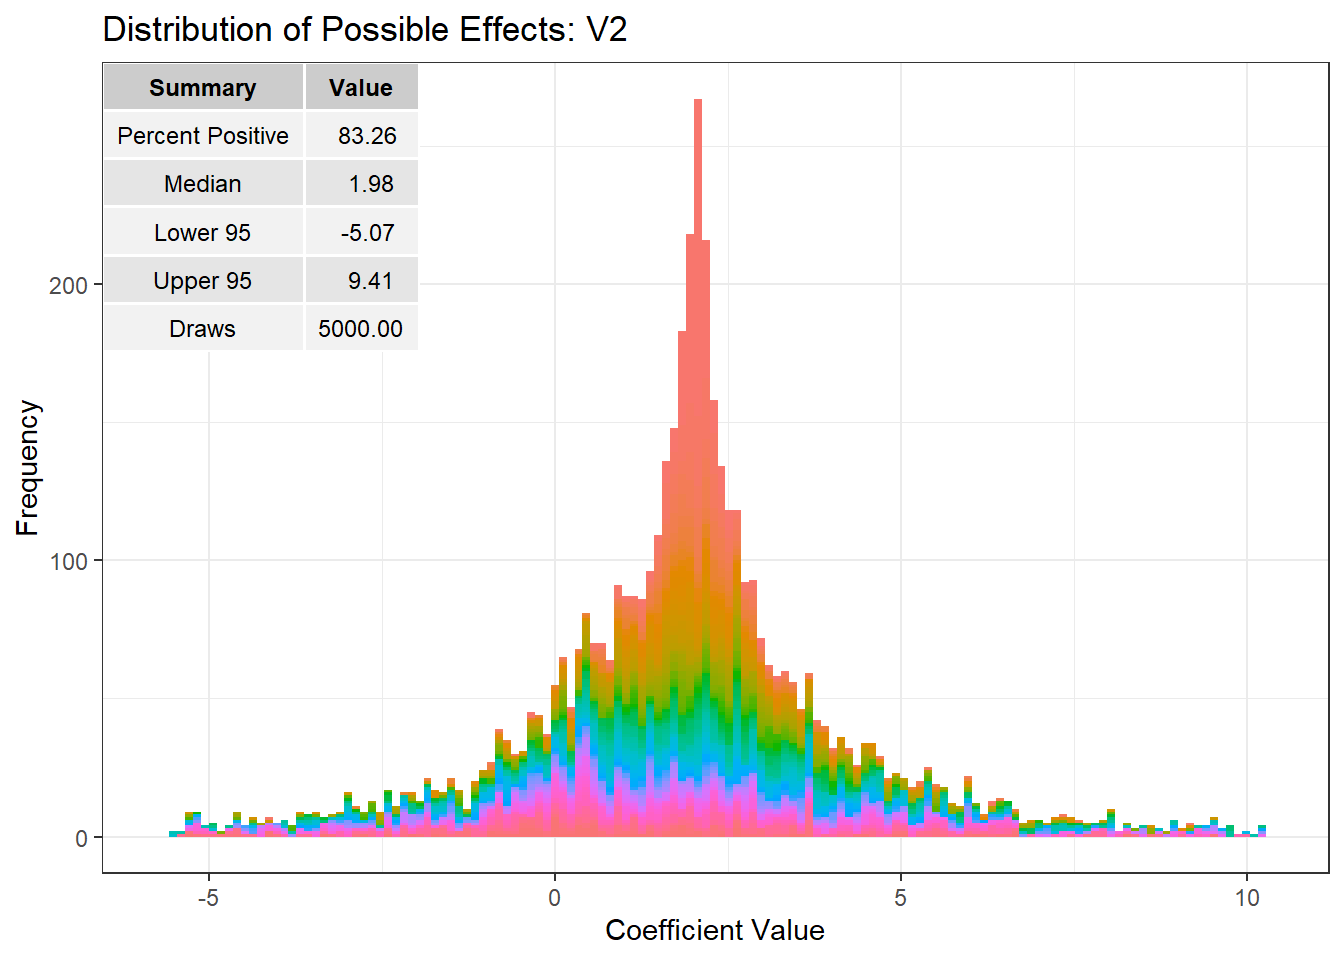 Distribution of Possible Effects: V2
Summary Value
Percent Positive 83.26
Median 1.98
Lower 95 -5.07
Upper 95 9.41
Draws 5000.00
Frequency
200
100
0
-5 0 5 10
Coefficient Value